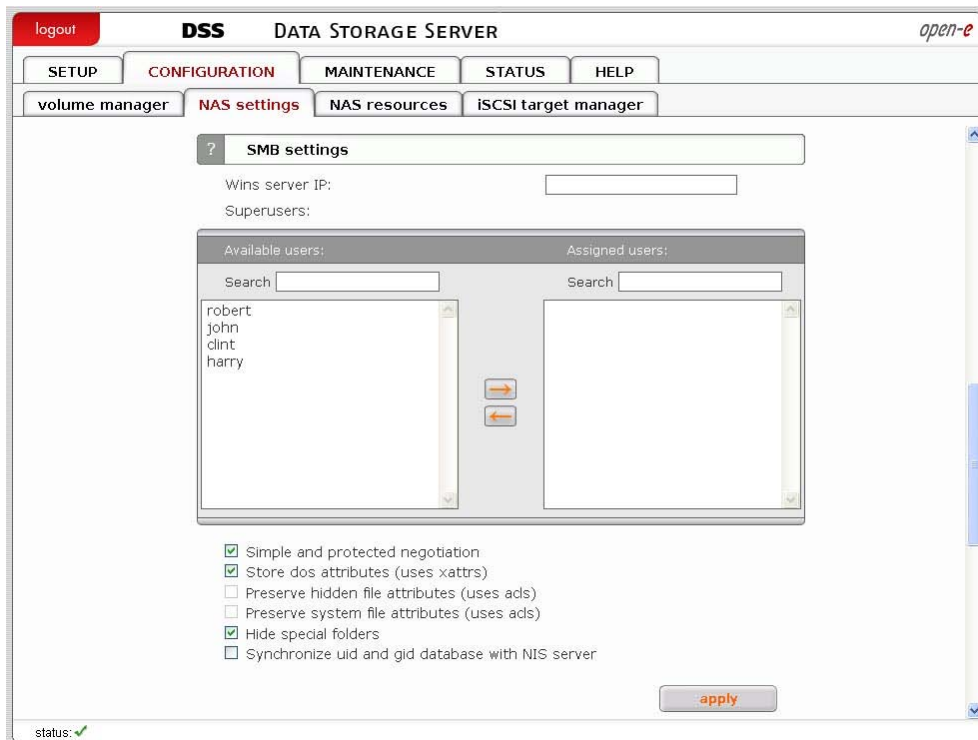 logout DSS DATA STORAGE SERVER open-e
SETUP CONFIGURATION MAINTENANCE STATUS HELP
volume manager NAS settings NAS resources iSCSI target manager
? SMB settings
Wins server IP:
Superusers:
Available users: Assigned users:
Search Search
robert
john
clint
harry
Simple and protected negotiation
Store dos attributes (uses xattrs)
Preserve hidden file attributes (uses acls)
Preserve system file attributes (uses acls)
Hide special folders
Synchronize uid and gid database with NIS server
apply
status: